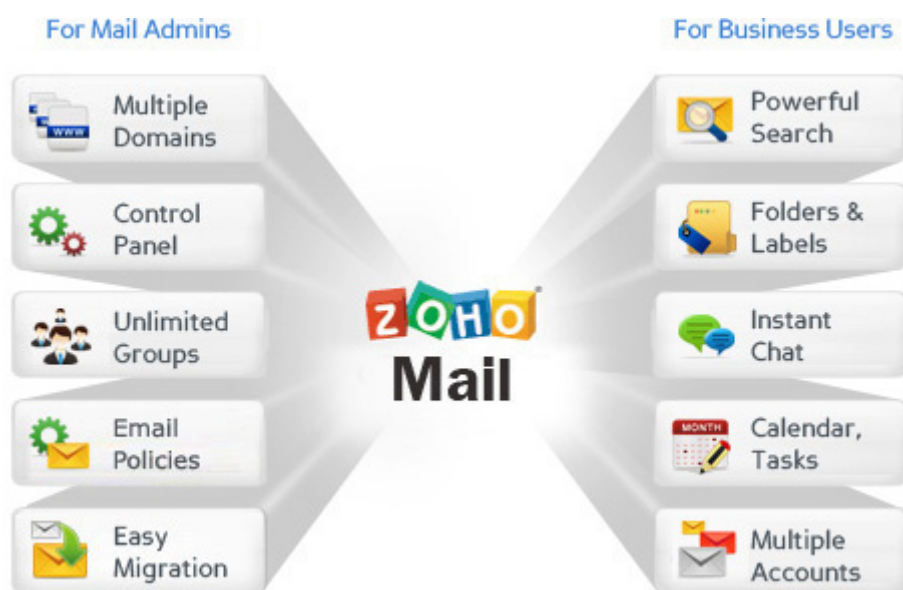 For Mail Admins
Multiple
Domains
www
Control
Panel
Unlimited
Groups
Email
Policies
Easy
Migration
ZOHO
Mail
For Business Users
Powerful
Search
Folders &
Labels
Instant
Chat
MONTH
Calendar,
Tasks
Multiple
Accounts